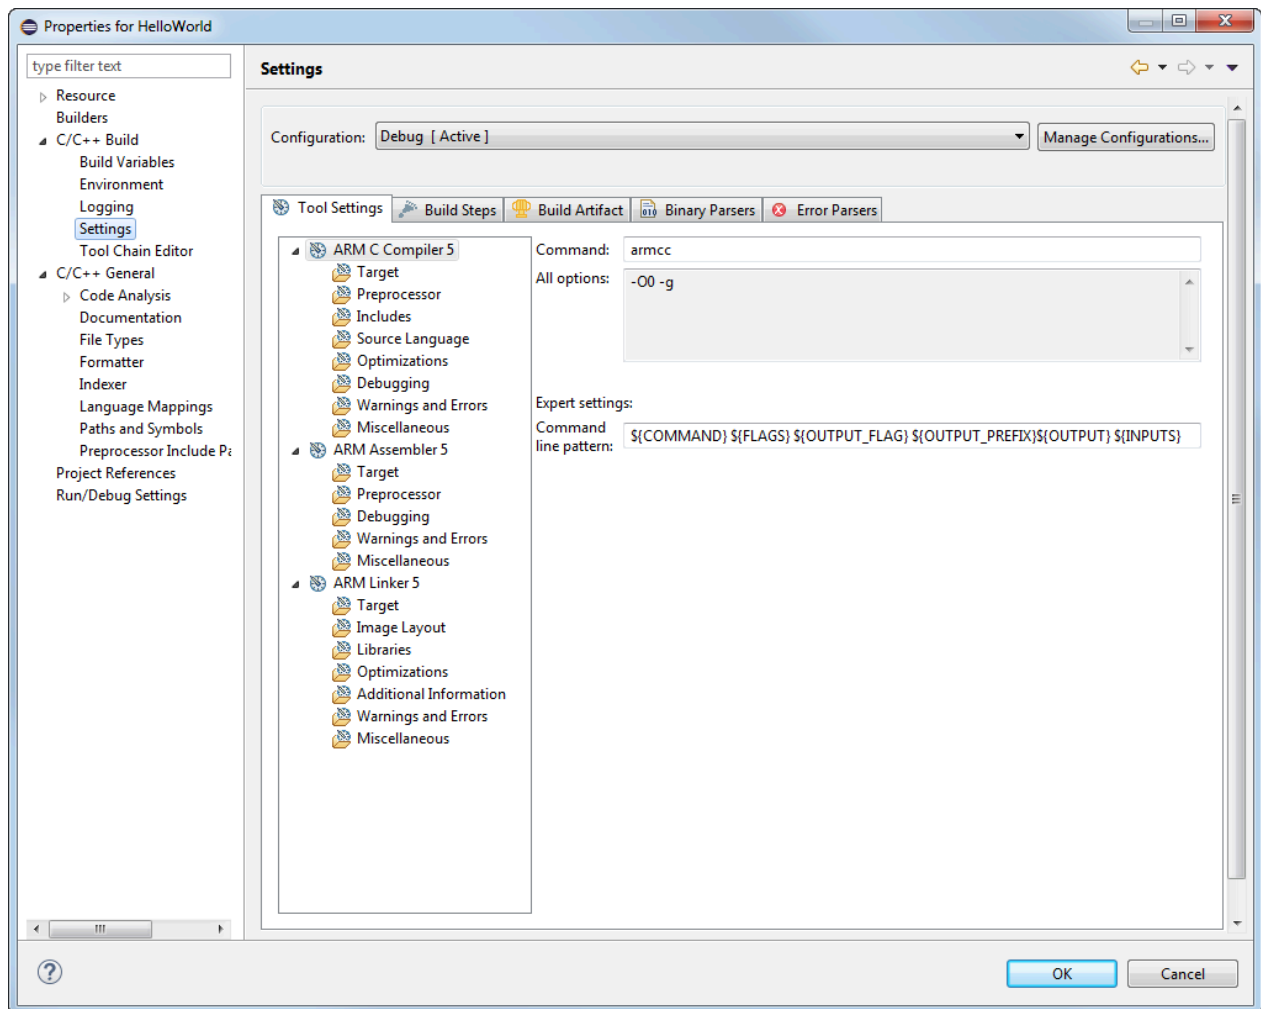 Properties for HelloWorld
type filter text
Resource
Builders
C/C++ Build
Build Variables
Environment
Logging
Settings
Tool Chain Editor
C/C++ General
Code Analysis
Documentation
File Types
Formatter
Indexer
Language Mappings
Paths and Symbols
Preprocessor Include Pa
Project References
Run/Debug Settings
Settings
Configuration: Debug [ Active ] Manage Configurations...
Tool Settings Build Steps Build Artifact Binary Parsers Error Parsers
ARM C Compiler 5
Target
Preprocessor
Includes
Source Language
Optimizations
Debugging
Warnings and Errors
Miscellaneous
ARM Assembler 5
Target
Preprocessor
Debugging
Warnings and Errors
Miscellaneous
ARM Linker 5
Target
Image Layout
Libraries
Optimizations
Additional Information
Warnings and Errors
Miscellaneous
Command: armcc
All options: -O0 -g
Expert settings:
Command
line pattern: ${COMMAND} ${FLAGS} ${OUTPUT_FLAG} ${OUTPUT_PREFIX}${OUTPUT} ${INPUTS}
OK Cancel